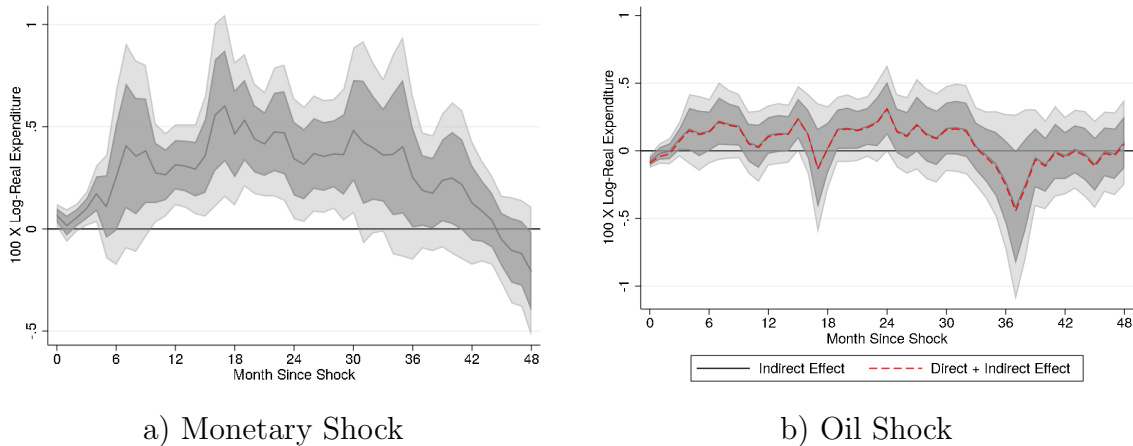 100 X Log-Real Expenditure
1
.5
0
-.5
0 6 12 18 24 30 36 42 48
Month Since Shock
a) Monetary Shock
100 X Log-Real Expenditure
1
.5
0
-.5
-1
0 6 12 18 24 30 36 42 48
Month Since Shock
Indirect Effect Direct + Indirect Effect
b) Oil Shock